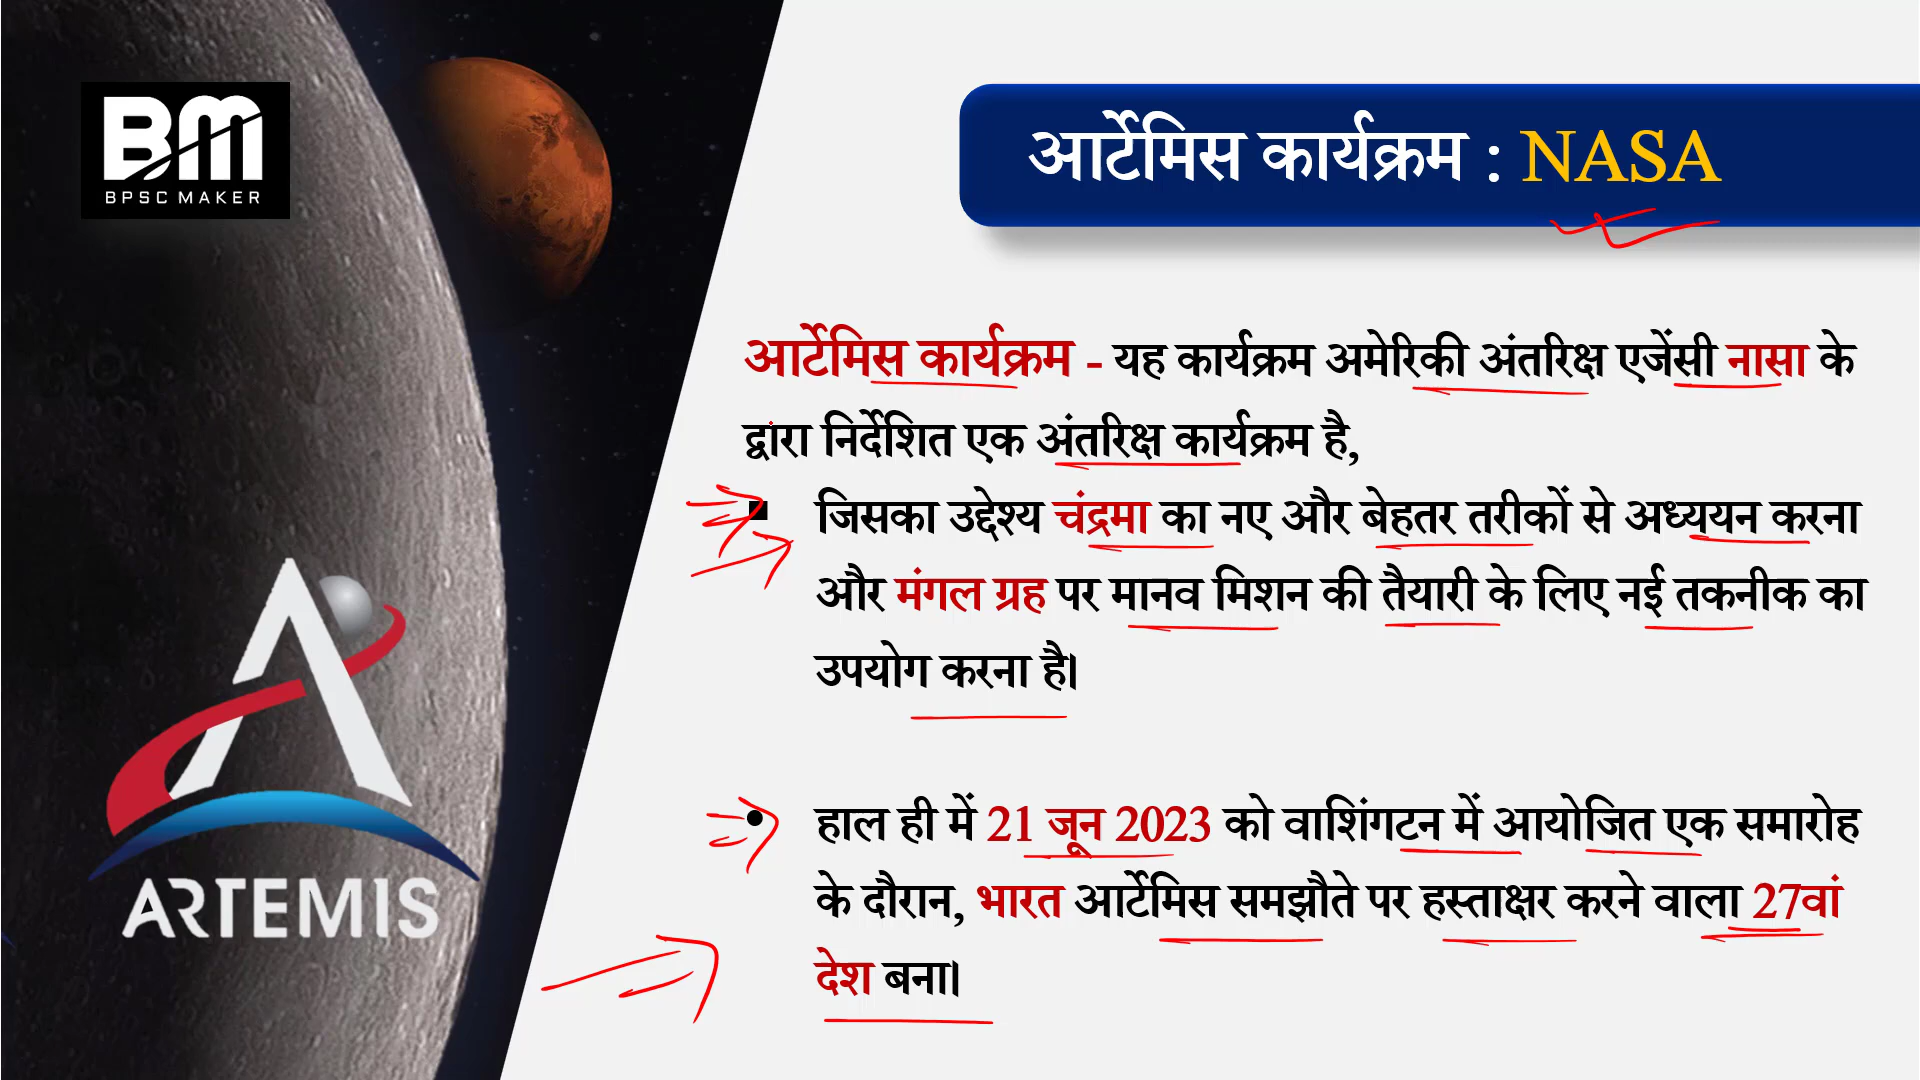 BM
BPSC MAKER
आर्टेमिस कार्यक्रम : NASA
आर्टेमिस कार्यक्रम - यह कार्यक्रम अमेरिकी अंतरिक्ष एजेंसी नासा के
द्वारा निर्देशित एक अंतरिक्ष कार्यक्रम है,
▪ जिसका उद्देश्य चंद्रमा का नए और बेहतर तरीकों से अध्ययन करना
और मंगल ग्रह पर मानव मिशन की तैयारी के लिए नई तकनीक का
उपयोग करना है।
• हाल ही में 21 जून 2023 को वाशिंगटन में आयोजित एक समारोह
के दौरान, भारत आर्टेमिस समझौते पर हस्ताक्षर करने वाला 27वां
देश बना।
ARTEMIS